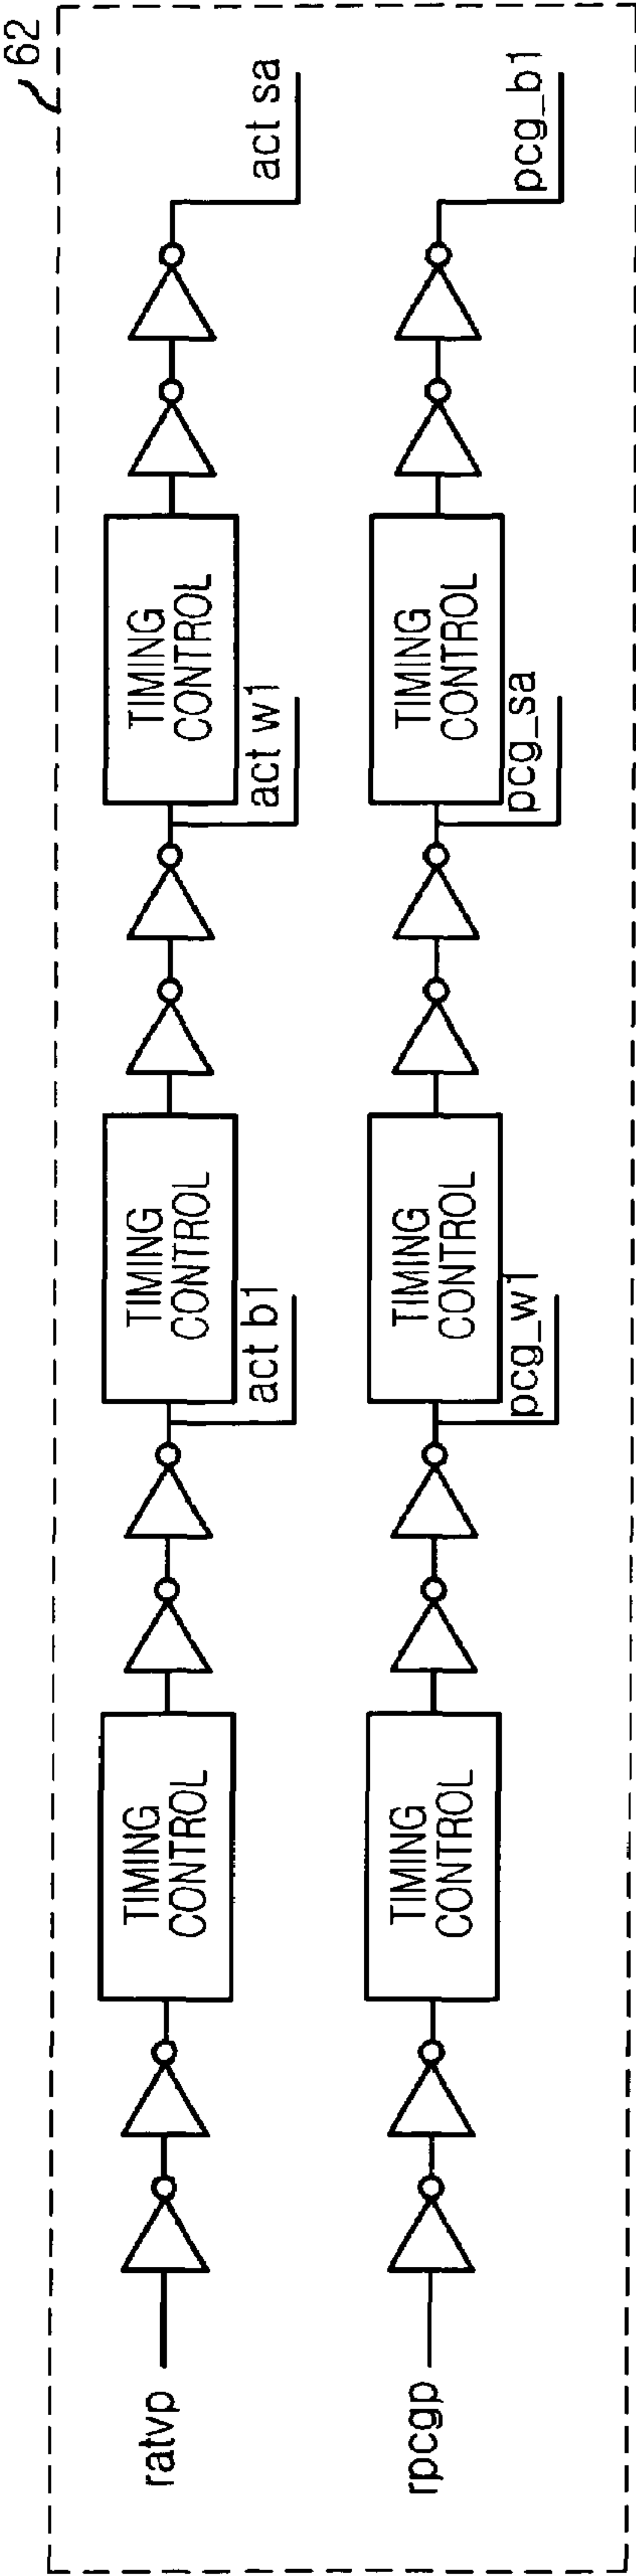 62
ratvp
TIMING
CONTROL
act b1
TIMING
CONTROL
act w1
TIMING
CONTROL
act sa
rpcgp
TIMING
CONTROL
pcg_w1
TIMING
CONTROL
pcg_sa
TIMING
CONTROL
pcg_b1